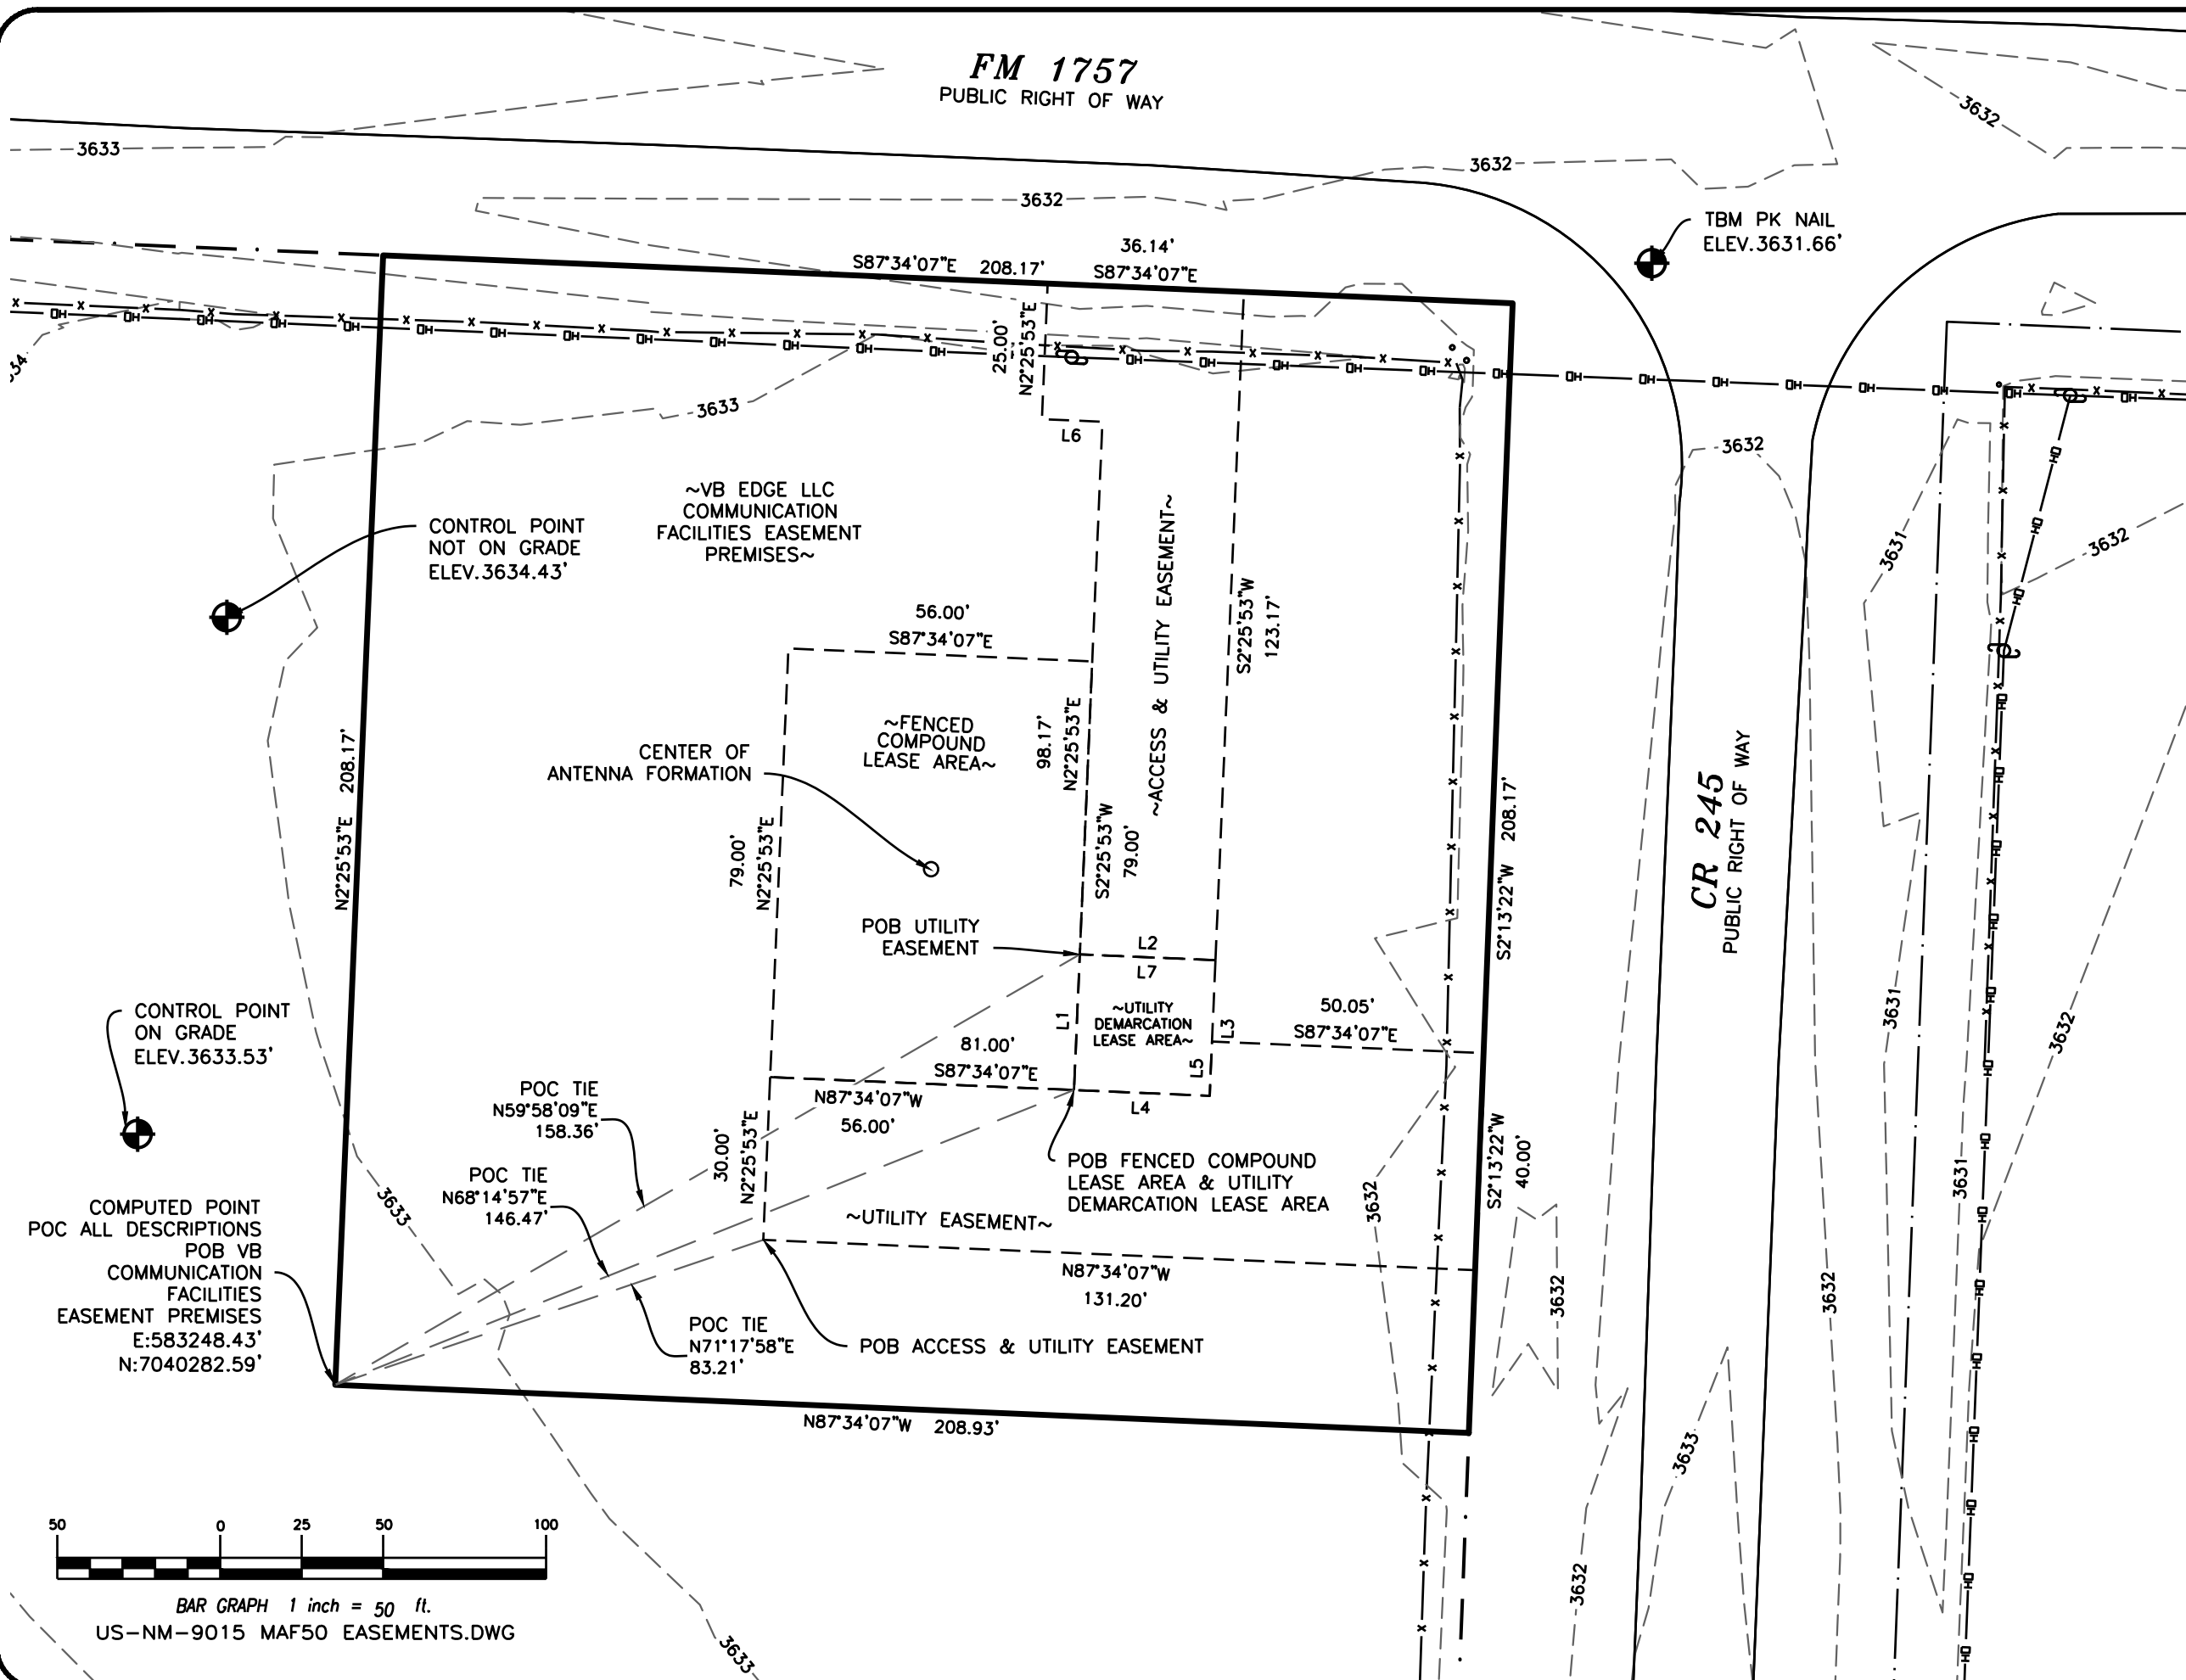 FM 1757
PUBLIC RIGHT OF WAY
3633
3632
3632
3632
TBM PK NAIL
ELEV.3631.66'
36.14'
S87°34'07"E 208.17'
S87°34'07"E
25.00'
N2°25'53"E
L6
3633
3632
~VB EDGE LLC
COMMUNICATION
FACILITIES EASEMENT
PREMISES~
CONTROL POINT
NOT ON GRADE
ELEV.3634.43'
~ACCESS & UTILITY EASEMENT~
S2°25'53"W
123.17'
3631
3632
56.00'
S87°34'07"E
~FENCED
COMPOUND
LEASE AREA~
98.17'
N2°25'53"E
CENTER OF
ANTENNA FORMATION
N2°25'53"E 208.17'
79.00'
N2°25'53"E
S2°25'53"W
79.00'
S2°13'22"W 208.17'
CR 245
PUBLIC RIGHT OF WAY
POB UTILITY
EASEMENT
L2
L7
L1
~UTILITY
DEMARCATION
LEASE AREA~
L3
L5
L4
50.05'
S87°34'07"E
3631
3632
CONTROL POINT
ON GRADE
ELEV.3633.53'
81.00'
S87°34'07"E
N87°34'07"W
56.00'
POC TIE
N59°58'09"E
158.36'
30.00'
N2°25'53"E
POC TIE
N68°14'57"E
146.47'
POB FENCED COMPOUND
LEASE AREA & UTILITY
DEMARCATION LEASE AREA
S2°13'22"W
40.00'
3631
3632
3633
~UTILITY EASEMENT~
COMPUTED POINT
POC ALL DESCRIPTIONS
POB VB
COMMUNICATION
FACILITIES
EASEMENT PREMISES
E:583248.43'
N:7040282.59'
N87°34'07"W
131.20'
3632
3632
POC TIE
N71°17'58"E
83.21'
POB ACCESS & UTILITY EASEMENT
N87°34'07"W 208.93'
3633
3632
50 0 25 50 100
BAR GRAPH 1 inch = 50 ft.
US-NM-9015 MAF50 EASEMENTS.DWG
3633
OH
X